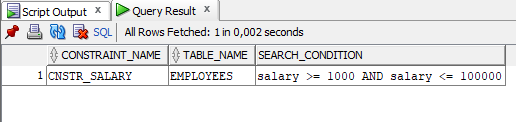 Script Output x Query Result x
SQL All Rows Fetched: 1 in 0,002 seconds
CONSTRAINT_NAME TABLE_NAME SEARCH_CONDITION
1 CNSTR_SALARY EMPLOYEES salary >= 1000 AND salary <= 100000